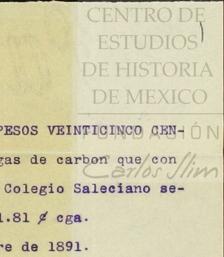 CENTRO DE
ESTUDIOS
DE HISTORIA
DE MEXICO
PESOS VEINTICINCO CEN-
FUNDACIÓN
gas de carbon que con
Carlos Slim
Colegio Saleciano se-
1.81 ₡ cga.
re de 1891.